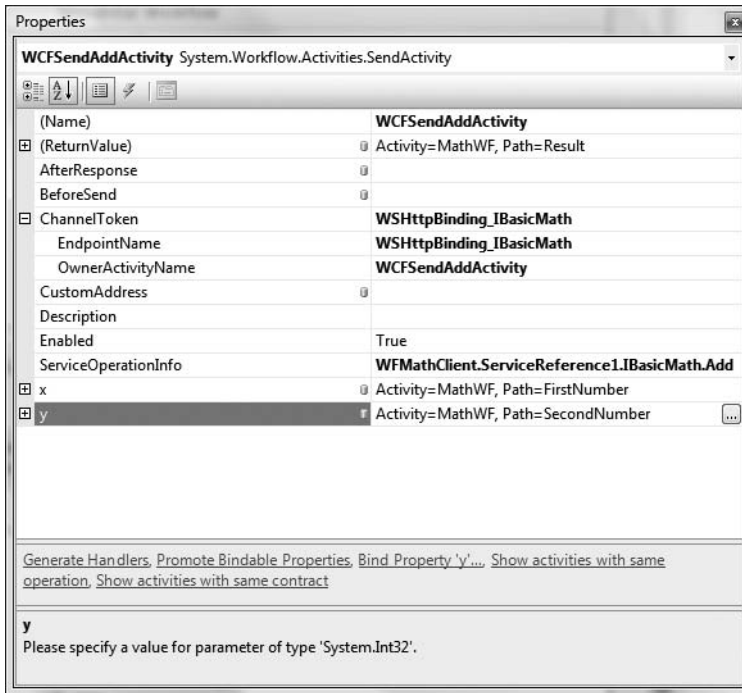 Properties
WCFSendAddActivity System.Workflow.Activities.SendActivity
(Name) WCFSendAddActivity
(ReturnValue) Activity=MathWF, Path=Result
AfterResponse
BeforeSend
ChannelToken WSHttpBinding_IBasicMath
EndpointName WSHttpBinding_IBasicMath
OwnerActivityName WCFSendAddActivity
CustomAddress
Description
Enabled True
ServiceOperationInfo WFMathClient.ServiceReference1.IBasicMath.Add
x Activity=MathWF, Path=FirstNumber
y Activity=MathWF, Path=SecondNumber ...
Generate Handlers, Promote Bindable Properties, Bind Property 'y'..., Show activities with same
operation, Show activities with same contract
y
Please specify a value for parameter of type 'System.Int32'.